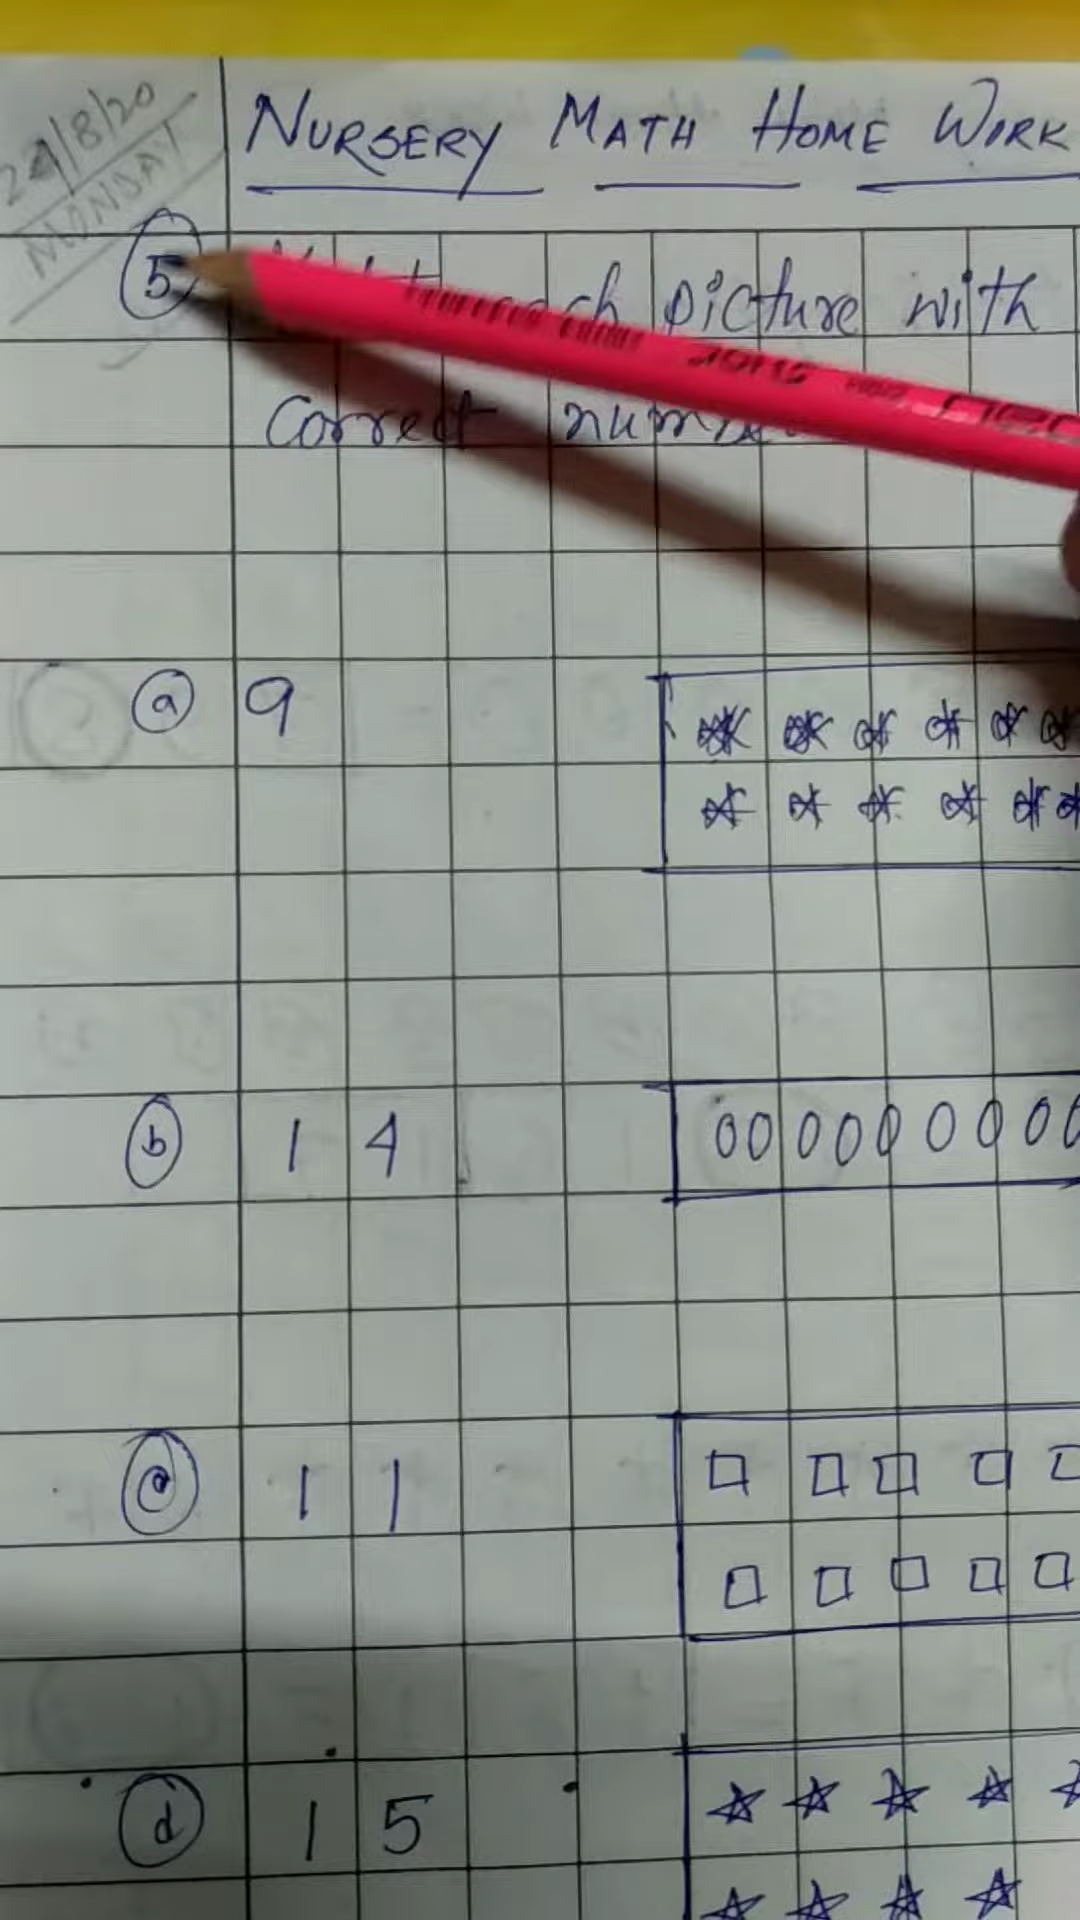 24/8/20
MONDAY
NURSERY MATH HOME WORK
5 picture with
Correct
a 9
b 14
c 11
d 15